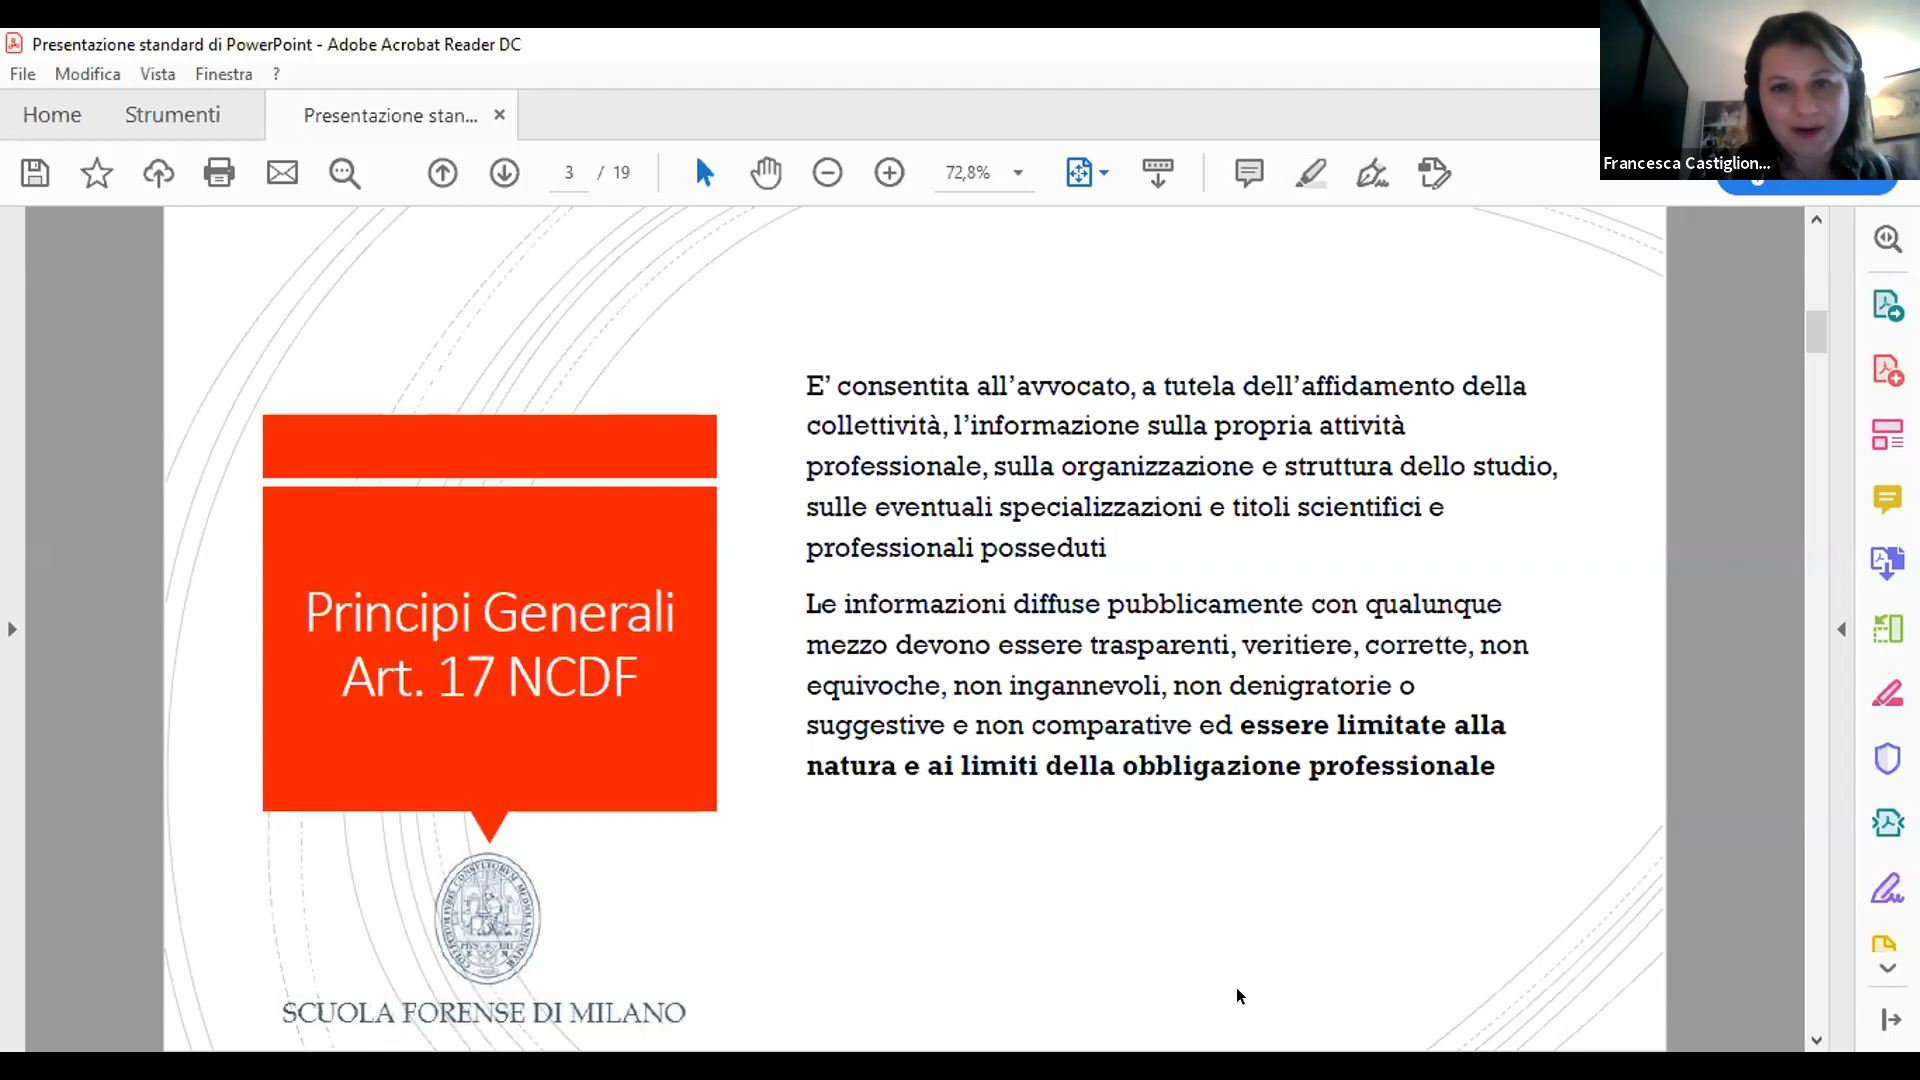 Presentazione standard di PowerPoint - Adobe Acrobat Reader DC
File Modifica Vista Finestra ?
Home Strumenti Presentazione stan... ×
3 / 19 72,8%
Francesca Castiglion...
E' consentita all'avvocato, a tutela dell'affidamento della
collettività, l'informazione sulla propria attività
professionale, sulla organizzazione e struttura dello studio,
sulle eventuali specializzazioni e titoli scientifici e
professionali posseduti
Le informazioni diffuse pubblicamente con qualunque
mezzo devono essere trasparenti, veritiere, corrette, non
equivoche, non ingannevoli, non denigratorie o
suggestive e non comparative ed essere limitate alla
natura e ai limiti della obbligazione professionale
Principi Generali
Art. 17 NCDF
SCUOLA FORENSE DI MILANO